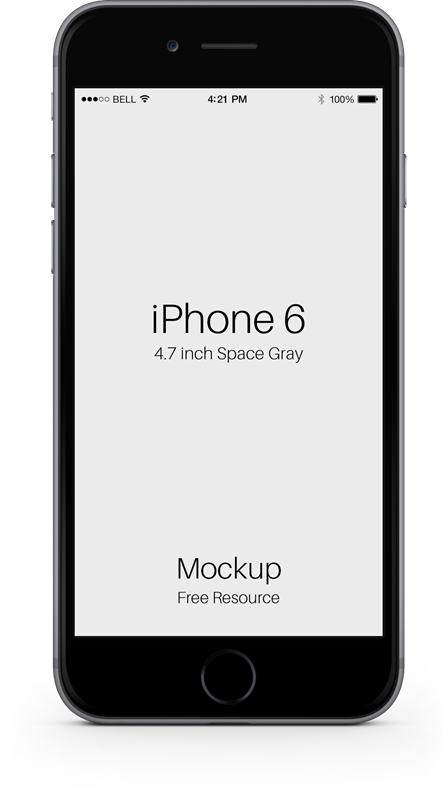 BELL 4:21 PM 100%
iPhone 6
4.7 inch Space Gray
Mockup
Free Resource